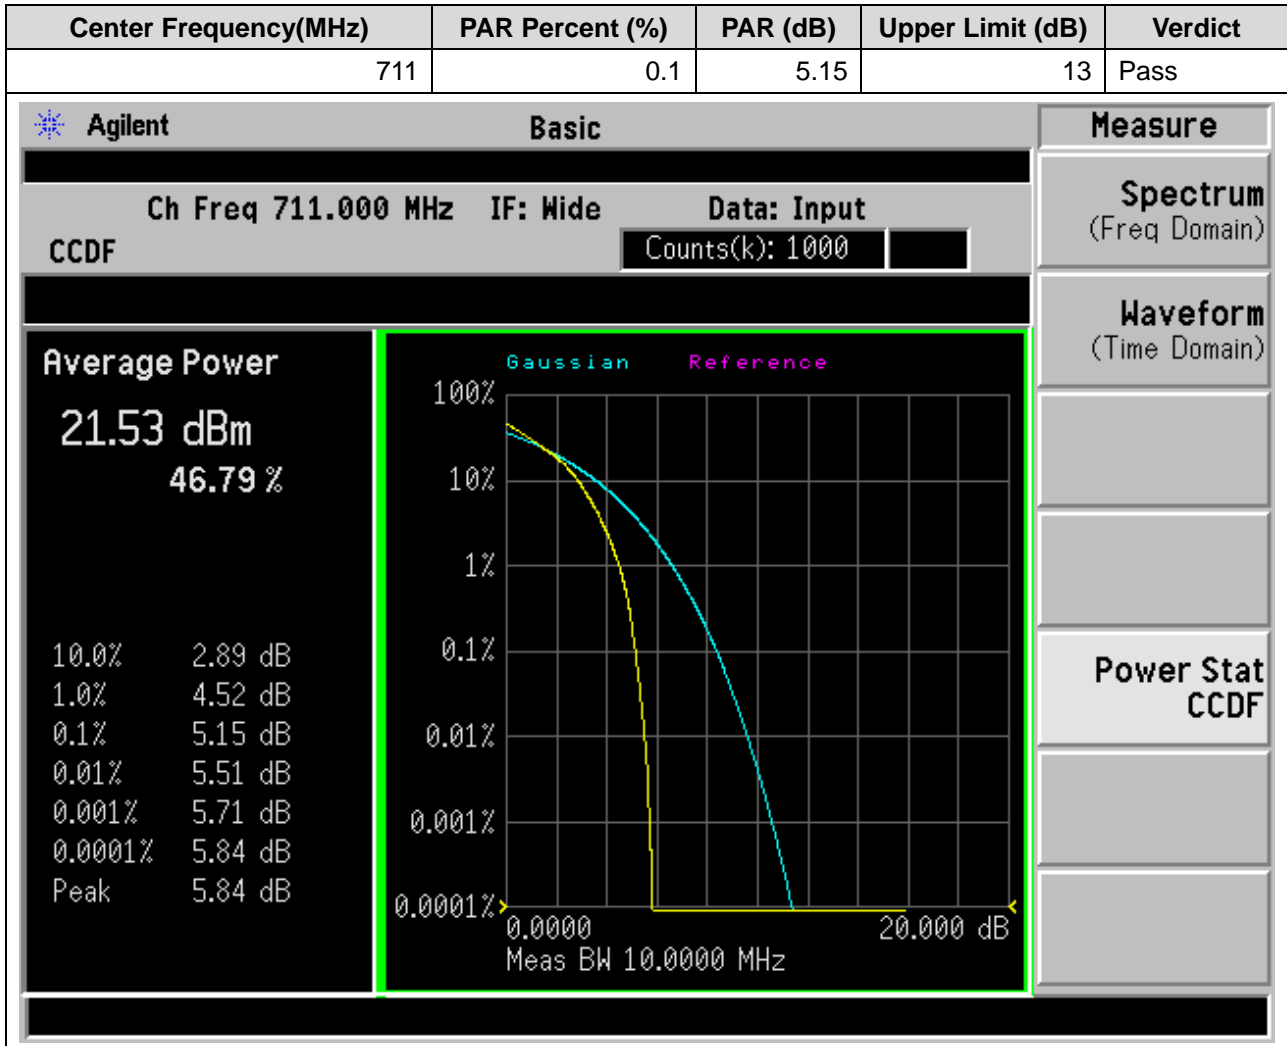 Center Frequency(MHz) PAR Percent (%) PAR (dB) Upper Limit (dB) Verdict
711 0.1 5.15 13 Pass
Agilent Basic Measure
Ch Freq 711.000 MHz IF: Wide Data: Input
CCDF Counts(k): 1000
Spectrum
(Freq Domain)
Waveform
(Time Domain)
Power Stat
CCDF
Average Power
21.53 dBm
46.79 %
10.0% 2.89 dB
1.0% 4.52 dB
0.1% 5.15 dB
0.01% 5.51 dB
0.001% 5.71 dB
0.0001% 5.84 dB
Peak 5.84 dB
Gaussian Reference
100%
10%
1%
0.1%
0.01%
0.001%
0.0001%
0.0000 20.000 dB
Meas BW 10.0000 MHz